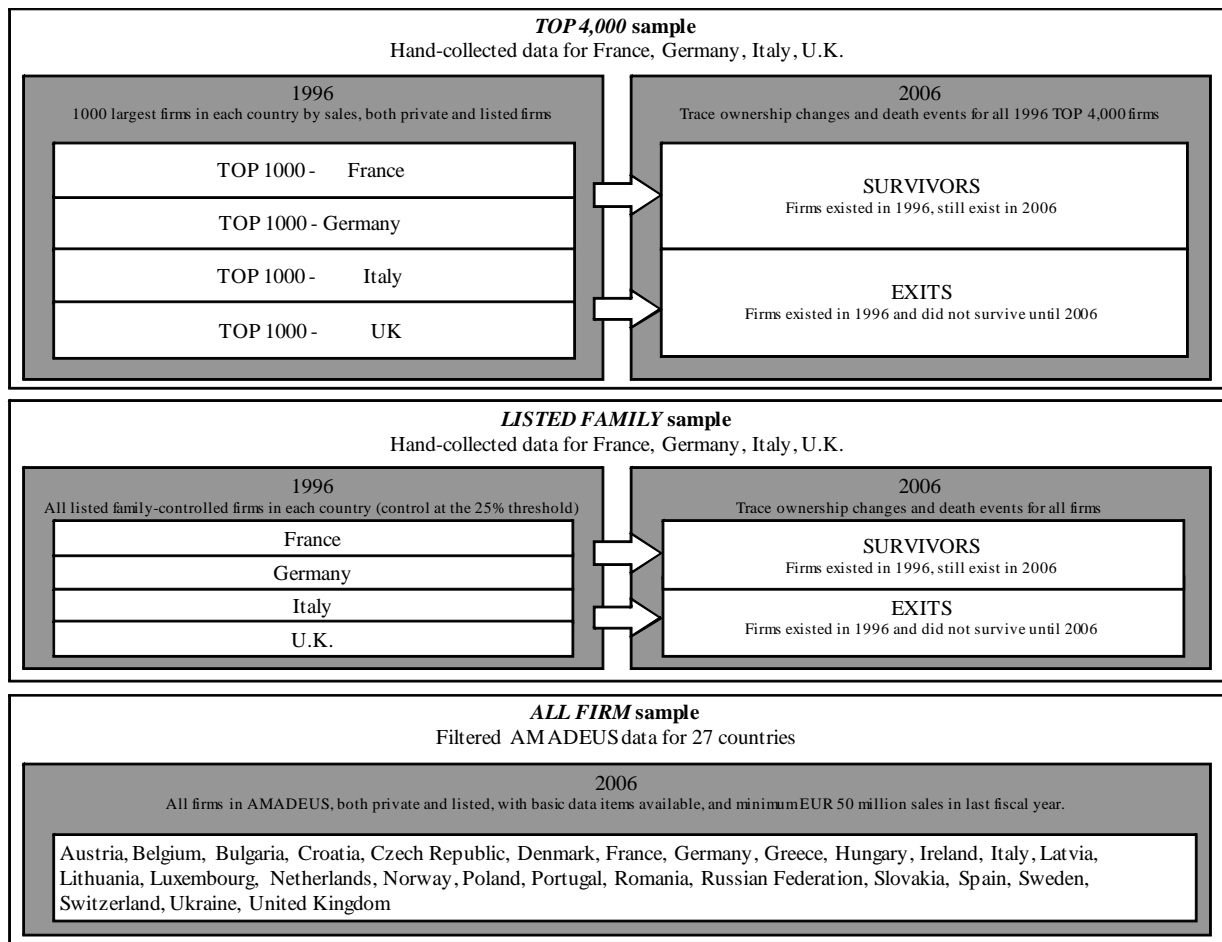 TOP 4,000 sample
Hand-collected data for France, Germany, Italy, U.K.
1996
1000 largest firms in each country by sales, both private and listed firms
TOP 1000 - France
TOP 1000 - Germany
TOP 1000 - Italy
TOP 1000 - UK
2006
Trace ownership changes and death events for all 1996 TOP 4,000 firms
SURVIVORS
Firms existed in 1996, still exist in 2006
EXITS
Firms existed in 1996 and did not survive until 2006
LISTED FAMILY sample
Hand-collected data for France, Germany, Italy, U.K.
1996
All listed family-controlled firms in each country (control at the 25% threshold)
France
Germany
Italy
U.K.
2006
Trace ownership changes and death events for all firms
SURVIVORS
Firms existed in 1996, still exist in 2006
EXITS
Firms existed in 1996 and did not survive until 2006
ALL FIRM sample
Filtered AMADEUS data for 27 countries
2006
All firms in AMADEUS, both private and listed, with basic data items available, and minimum EUR 50 million sales in last fiscal year.
Austria, Belgium, Bulgaria, Croatia, Czech Republic, Denmark, France, Germany, Greece, Hungary, Ireland, Italy, Latvia,
Lithuania, Luxembourg, Netherlands, Norway, Poland, Portugal, Romania, Russian Federation, Slovakia, Spain, Sweden,
Switzerland, Ukraine, United Kingdom